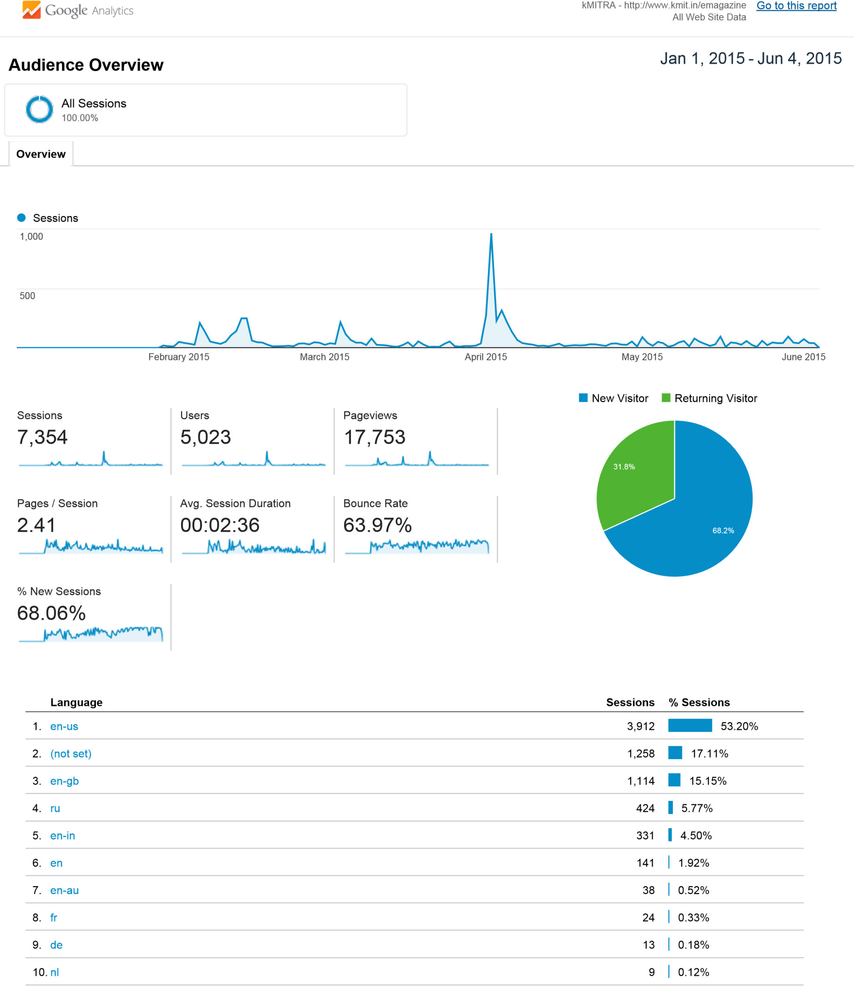 Google Analytics
kMITRA - http://www.kmit.in/emagazine Go to this report
All Web Site Data
Audience Overview
Jan 1, 2015 - Jun 4, 2015
All Sessions
100.00%
Overview
Sessions
1,000
500
February 2015 March 2015 April 2015 May 2015 June 2015
New Visitor Returning Visitor
31.8%
68.2%
Sessions
7,354
Users
5,023
Pageviews
17,753
Pages / Session
2.41
Avg. Session Duration
00:02:36
Bounce Rate
63.97%
% New Sessions
68.06%
Language Sessions % Sessions
1. en-us 3,912 53.20%
2. (not set) 1,258 17.11%
3. en-gb 1,114 15.15%
4. ru 424 5.77%
5. en-in 331 4.50%
6. en 141 1.92%
7. en-au 38 0.52%
8. fr 24 0.33%
9. de 13 0.18%
10. nl 9 0.12%